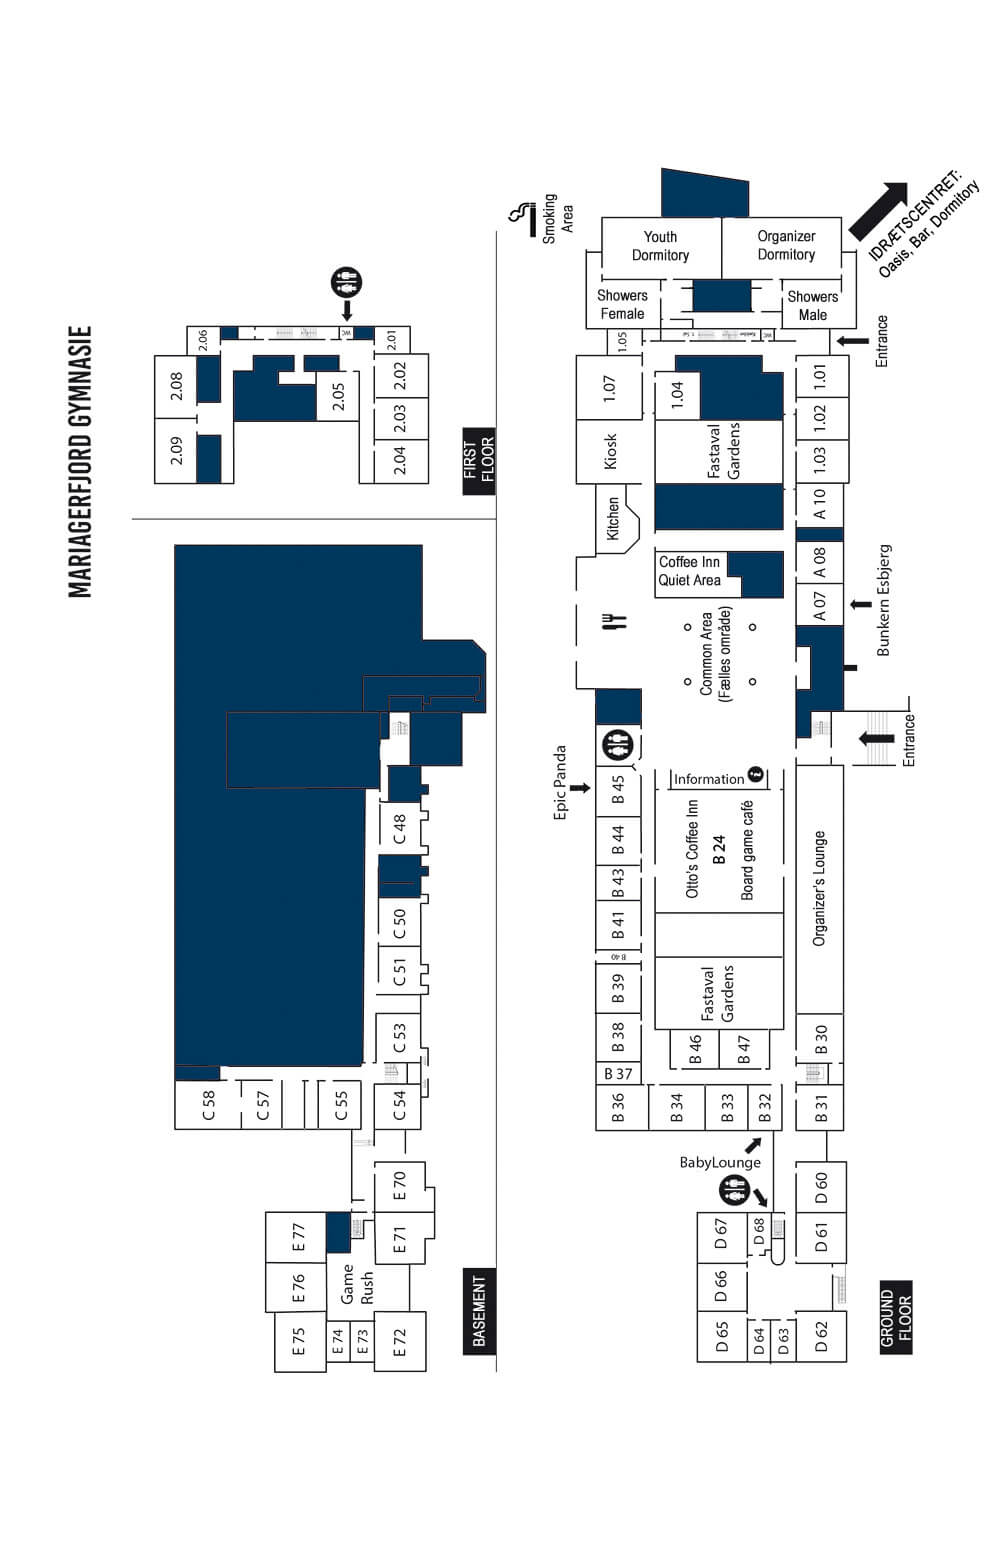 MARIAGERFJORD GYMNASIE
FIRST
FLOOR
2.06
2.01
2.08
2.09
2.05
2.02
2.03
2.04
WC
BASEMENT
C 48
C 50
C 51
C 53
C 54
C 55
C 57
C 58
E 70
E 71
E 72
E 73
E 74
E 75
E 76
E 77
Game
Rush
GROUND
FLOOR
Smoking
Area
IDRÆTSCENTRET:
Oasis, Bar, Dormitory
Youth
Dormitory
Organizer
Dormitory
Showers
Female
Showers
Male
Entrance
WC
1.05
1.07
1.04
1.01
1.02
1.03
Kiosk
Fastaval
Gardens
Kitchen
A 10
A 08
A 07
Bunkern Esbjerg
Coffee Inn
Quiet Area
Common Area
(Fælles område)
Entrance
Epic Panda
Information
i
B 45
B 44
B 43
B 41
B 40
B 39
B 38
B 37
B 36
B 34
B 33
B 32
B 31
B 30
Otto's Coffee Inn
B 24
Board game café
Organizer's Lounge
Fastaval
Gardens
B 46
B 47
BabyLounge
D 60
D 61
D 62
D 63
D 64
D 65
D 66
D 67
D 68